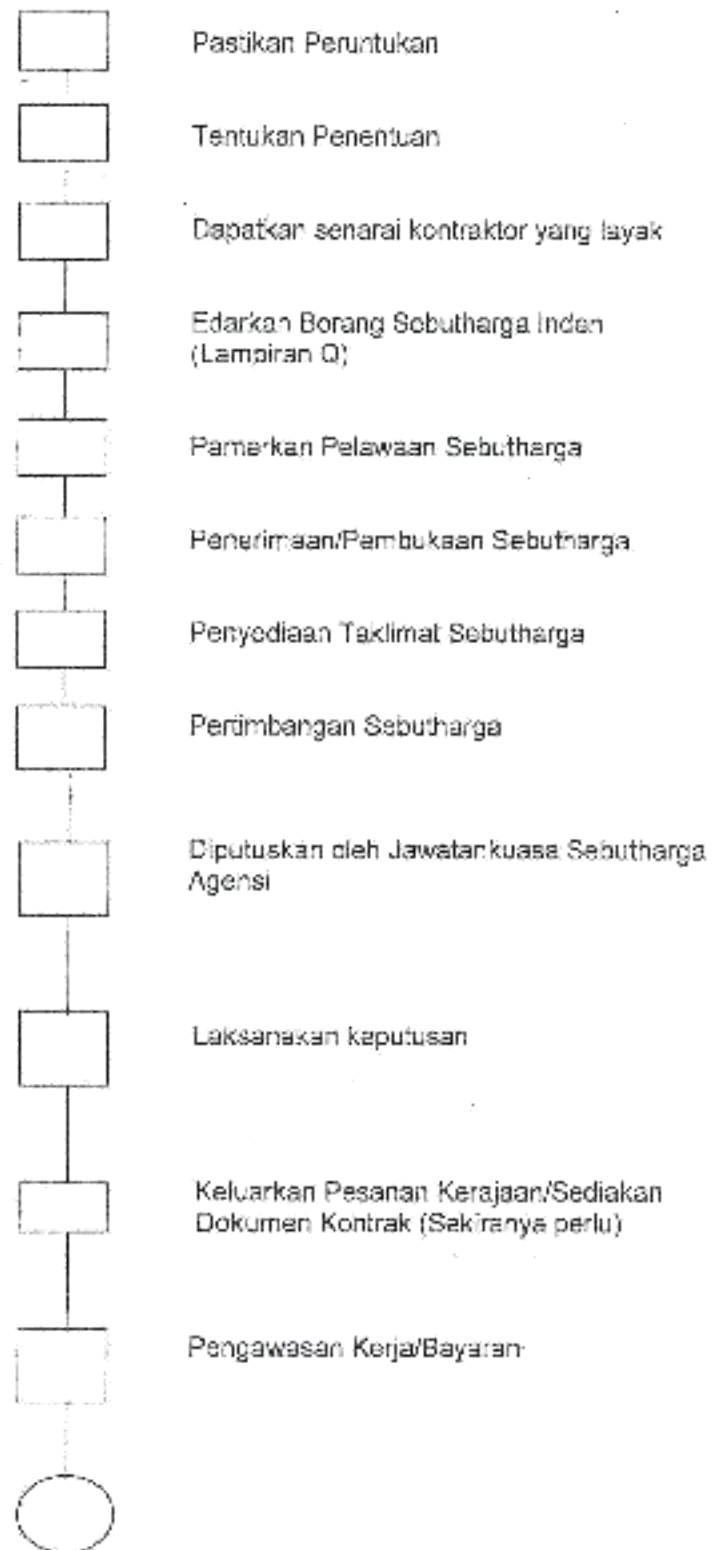 Pastikan Peruntukan
Tentukan Penentuan
Dapatkan senarai kontraktor yang layak
Edarkan Borang Sebutharga Inden
(Lampiran Q)
Pamerkan Pelawaan Sebutharga
Penerimaan/Pembukaan Sebutharga
Penyediaan Taklimat Sebutharga
Pertimbangan Sebutharga
Diputuskan oleh Jawatankuasa Sebutharga
Agensi
Laksanakan keputusan
Keluarkan Pesanan Kerajaan/Sediakan
Dokumen Kontrak (Sekiranya perlu)
Pengawasan Kerja/Bayaran